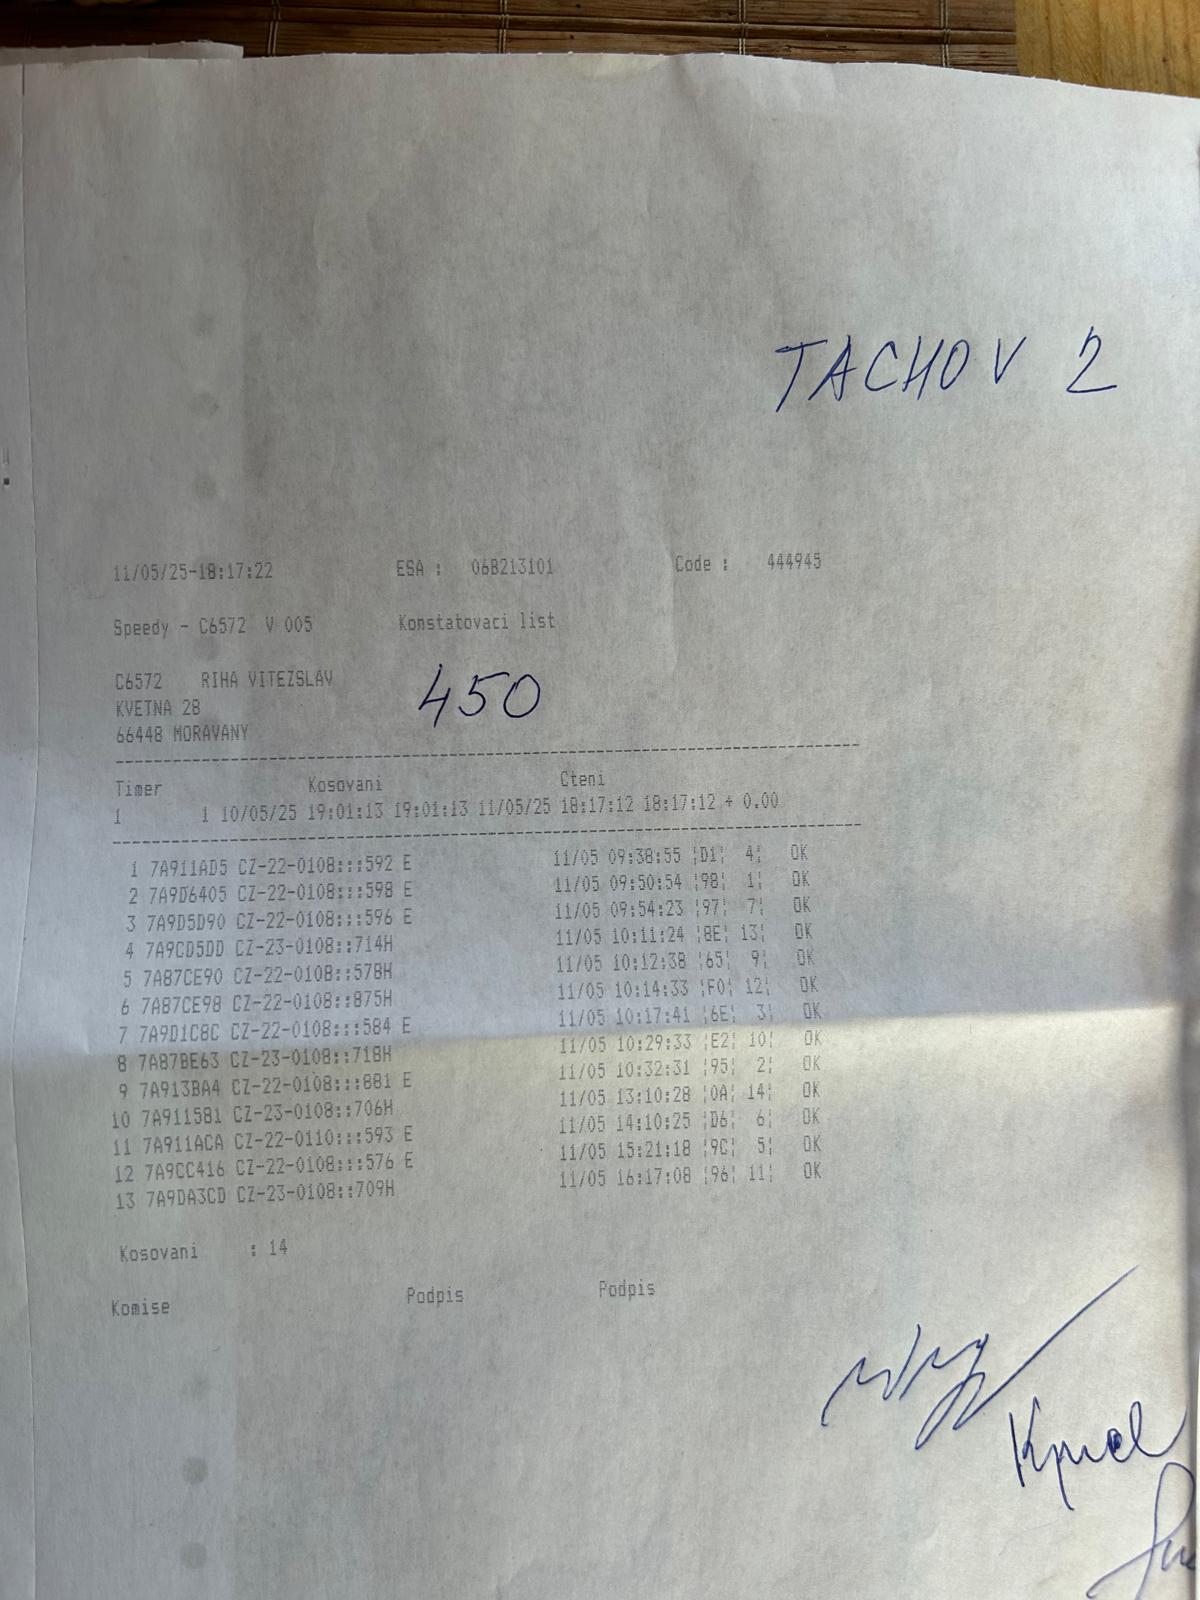 TACHOV 2
11/05/25-18:17:22 ESA : 06B213101 Code : 444945
Speedy - C6572 V 005 Konstatovaci list
C6572 RIHA VITEZSLAV 450
KVETNA 28
66448 MORAVANY
Timer Kosovani Cteni
1 1 10/05/25 19:01:13 19:01:13 11/05/25 18:17:12 18:17:12 + 0.00
1 7A911AD5 CZ-22-0108:::592 E 11/05 09:38:55 ¦D1¦ 4¦ OK
2 7A9D6405 CZ-22-0108:::598 E 11/05 09:50:54 ¦98¦ 1¦ OK
3 7A9D5D90 CZ-22-0108:::596 E 11/05 09:54:23 ¦97¦ 7¦ OK
4 7A9CD5DD CZ-23-0108::714H 11/05 10:11:24 ¦8E¦ 13¦ OK
5 7A87CE90 CZ-22-0108::578H 11/05 10:12:38 ¦65¦ 9¦ OK
6 7A87CE98 CZ-22-0108::875H 11/05 10:14:33 ¦F0¦ 12¦ OK
7 7A9D1C8C CZ-22-0108:::584 E 11/05 10:17:41 ¦6E¦ 3¦ OK
8 7A87BE63 CZ-23-0108::718H 11/05 10:29:33 ¦E2¦ 10¦ OK
9 7A913BA4 CZ-22-0108:::881 E 11/05 10:32:31 ¦95¦ 2¦ OK
10 7A911581 CZ-23-0108::706H 11/05 13:10:28 ¦0A¦ 14¦ OK
11 7A911ACA CZ-22-0110:::593 E 11/05 14:10:25 ¦D6¦ 6¦ OK
12 7A9CC416 CZ-22-0108:::576 E 11/05 15:21:18 ¦9C¦ 5¦ OK
13 7A9DA3CD CZ-23-0108::709H 11/05 16:17:08 ¦96¦ 11¦ OK
Kosovani : 14
Komise Podpis Podpis